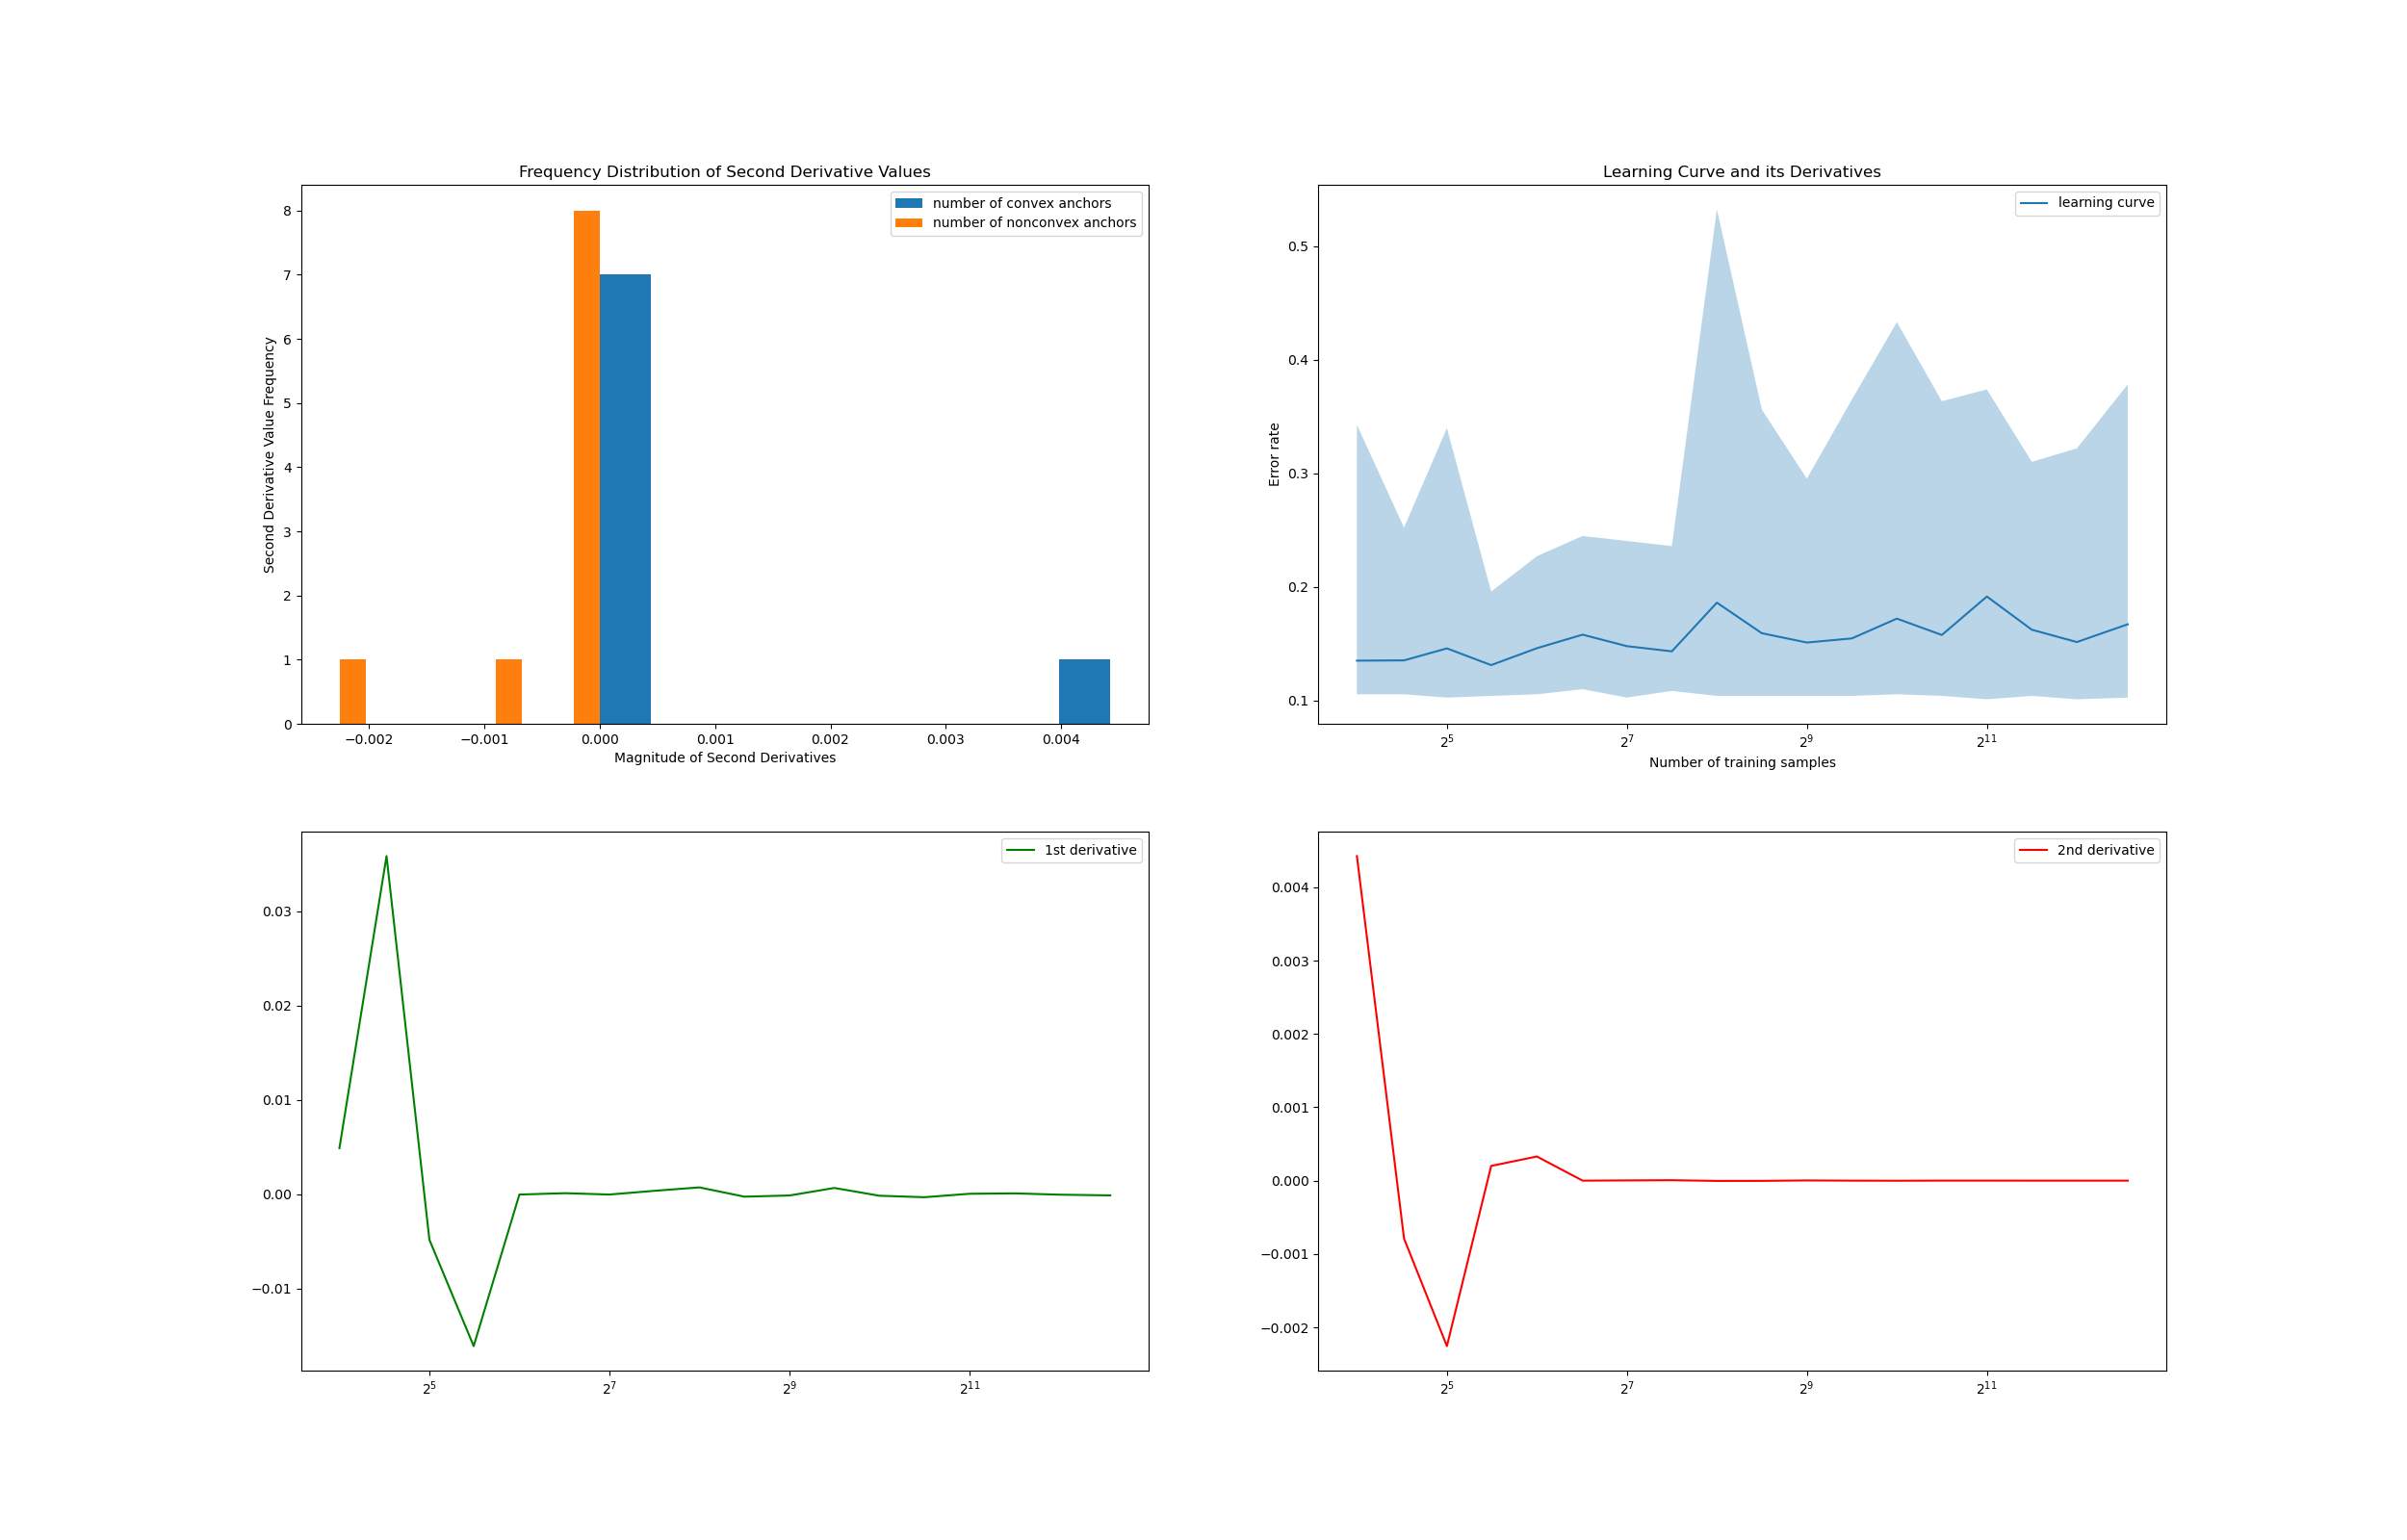 Frequency Distribution of Second Derivative Values
number of convex anchors
number of nonconvex anchors
Second Derivative Value Frequency
8
7
6
5
4
3
2
1
0
−0.002 −0.001 0.000 0.001 0.002 0.003 0.004
Magnitude of Second Derivatives
Learning Curve and its Derivatives
learning curve
Error rate
0.5
0.4
0.3
0.2
0.1
2^5 2^7 2^9 2^11
Number of training samples
1st derivative
0.03
0.02
0.01
0.00
−0.01
2^5 2^7 2^9 2^11
2nd derivative
0.004
0.003
0.002
0.001
0.000
−0.001
−0.002
2^5 2^7 2^9 2^11